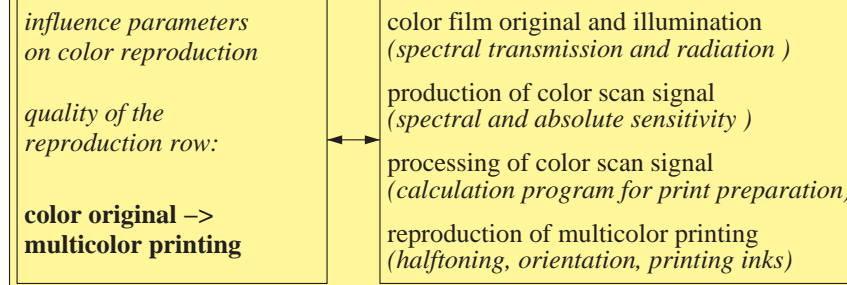 influence parameters
on color reproduction
quality of the
reproduction row:
color original –>
multicolor printing
color film original and illumination
(spectral transmission and radiation )
production of color scan signal
(spectral and absolute sensitivity )
processing of color scan signal
(calculation program for print preparation)
reproduction of multicolor printing
(halftoning, orientation, printing inks)